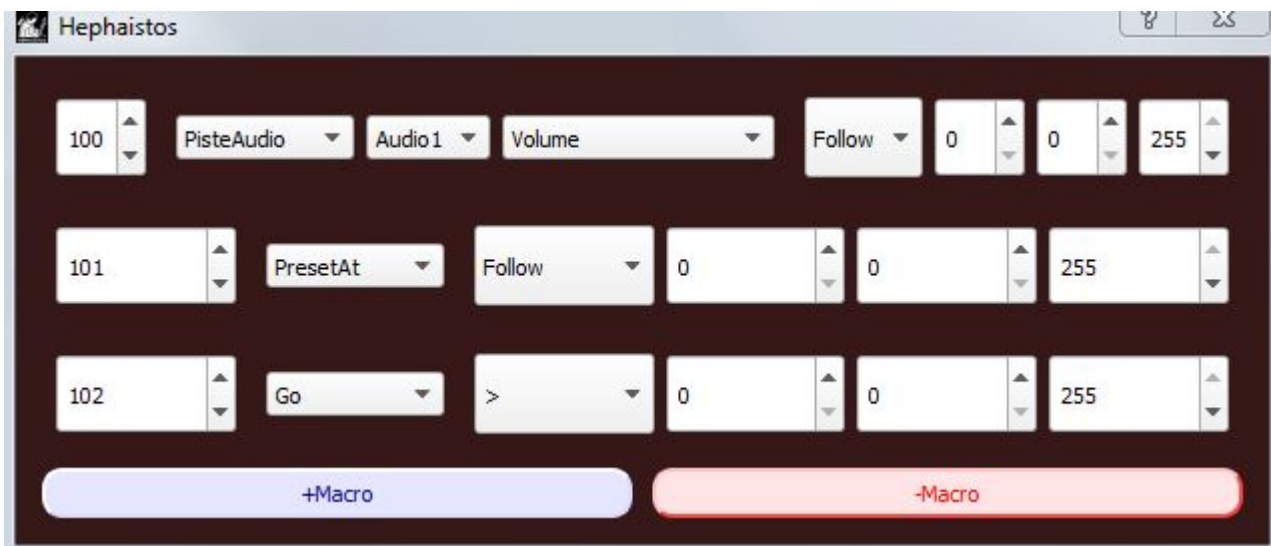 Hephaistos
100 PisteAudio Audio1 Volume Follow 0 0 255
101 PresetAt Follow 0 0 255
102 Go > 0 0 255
+Macro -Macro